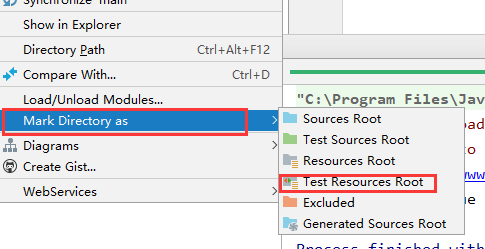 Synchronize 'main'
Show in Explorer
Directory Path Ctrl+Alt+F12
Compare With... Ctrl+D
Load/Unload Modules...
Mark Directory as
Diagrams
Create Gist...
WebServices
Sources Root
Test Sources Root
Resources Root
Test Resources Root
Excluded
Generated Sources Root
"C:\Program Files\Jav
oad
to
www
ue
Process finished with